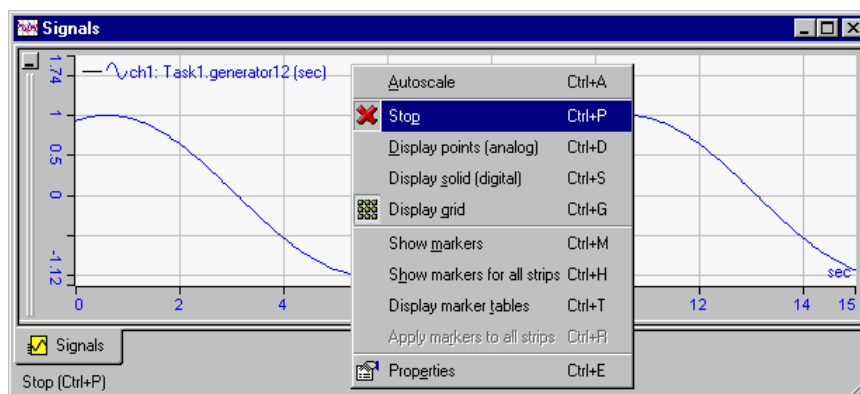 Signals
1.74
1
0.5
0
-1.12
ch1: Task1.generator12 (sec)
Autoscale Ctrl+A
Stop Ctrl+P
Display points (analog) Ctrl+D
Display solid (digital) Ctrl+S
Display grid Ctrl+G
Show markers Ctrl+M
Show markers for all strips Ctrl+H
Display marker tables Ctrl+T
Apply markers to all strips Ctrl+R
Properties Ctrl+E
sec
0 2 4 12 14 15
Signals
Stop (Ctrl+P)